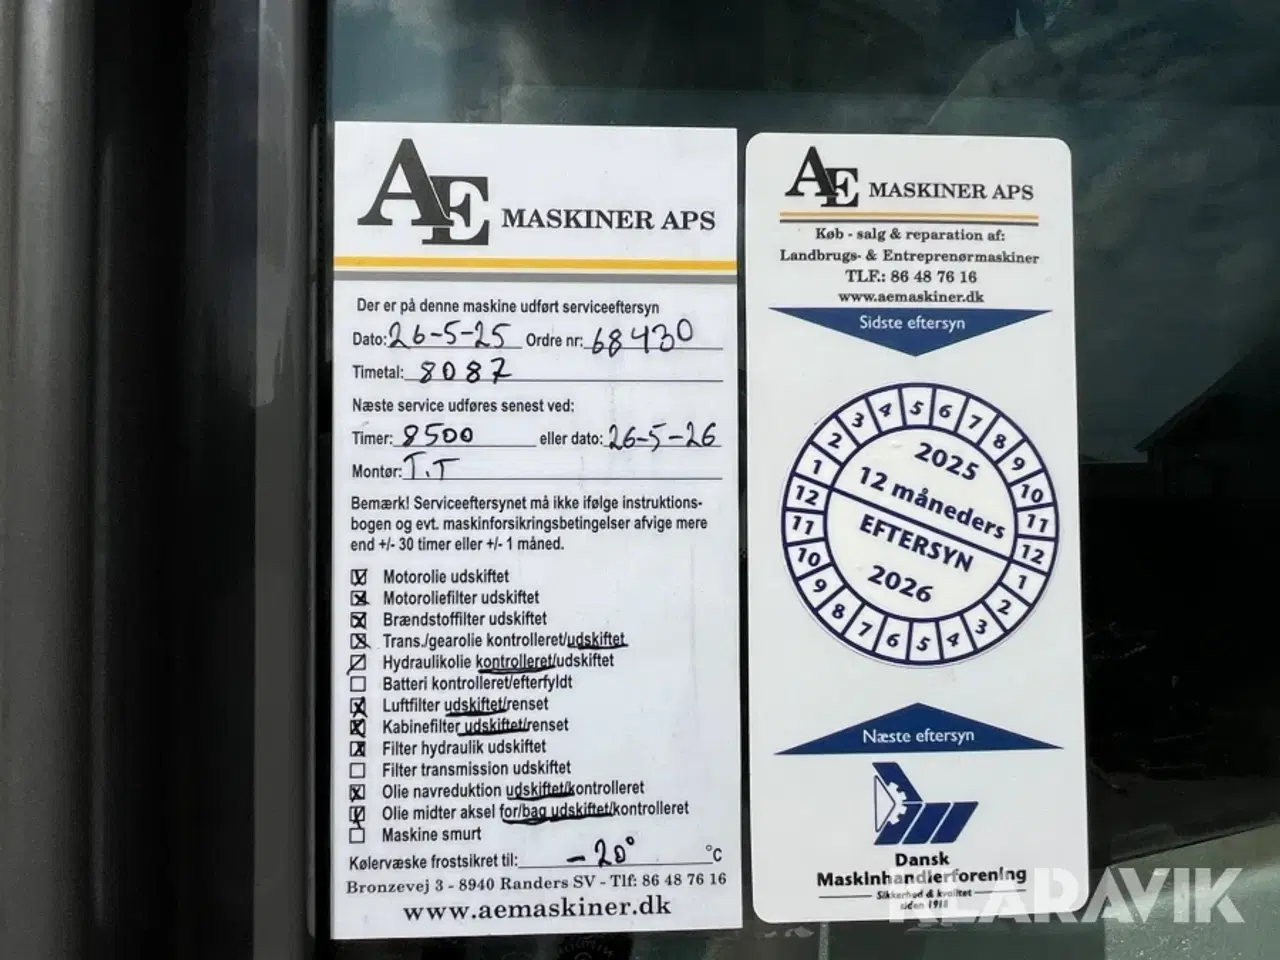 AE MASKINER APS
Der er på denne maskine udført serviceeftersyn
Dato: 26-5-25 Ordre nr: 68430
Timetal: 8087
Næste service udføres senest ved:
Timer: 8500 eller dato: 26-5-26
Montør: T.T
Bemærk! Serviceeftersynet må ikke ifølge instruktions-
bogen og evt. maskinforsikringsbetingelser afvige mere
end +/- 30 timer eller +/- 1 måned.
Motorolie udskiftet
Motoroliefilter udskiftet
Brændstoffilter udskiftet
Trans./gearolie kontrolleret/udskiftet
Hydraulikolie kontrolleret/udskiftet
Batteri kontrolleret/efterfyldt
Luftfilter udskiftet/renset
Kabinefilter udskiftet/renset
Filter hydraulik udskiftet
Filter transmission udskiftet
Olie navreduktion udskiftet/kontrolleret
Olie midter aksel for/bag udskiftet/kontrolleret
Maskine smurt
Kølervæske frostsikret til: -20° °C
Bronzevej 3 - 8940 Randers SV - Tlf: 86 48 76 16
www.aemaskiner.dk
AE MASKINER APS
Køb - salg & reparation af:
Landbrugs- & Entreprenørmaskiner
TLF.: 86 48 76 16
www.aemaskiner.dk
Sidste eftersyn
1 2 3 4 5 6 7 8 9 10 11 12
2025
12 måneders
EFTERSYN
2026
12 11 10 9 8 7 6 5 4 3 2 1
Næste eftersyn
Dansk
Maskinhandlerforening
Sikkerhed & kvalitet
siden 1918
KLARAVIK